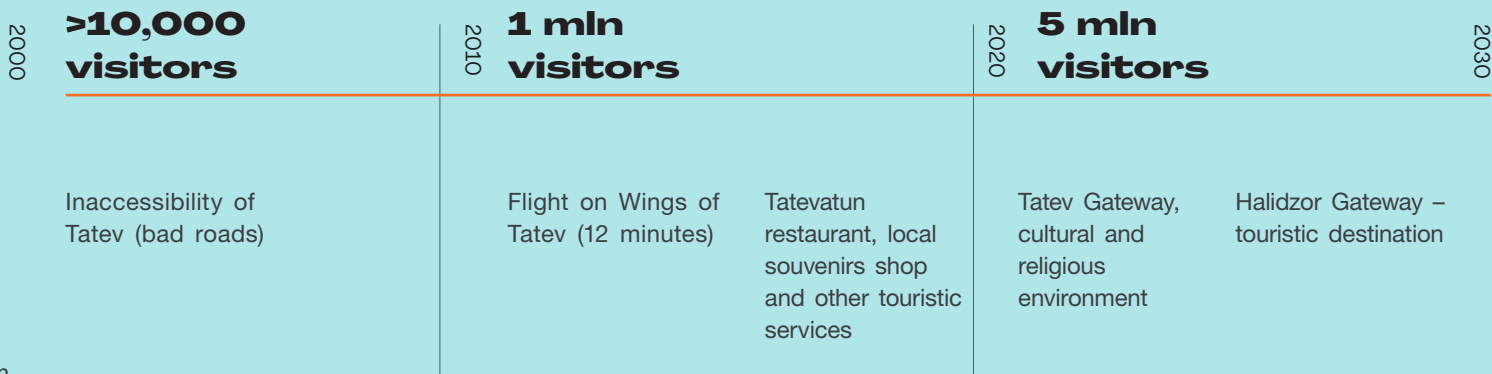 2000
>10,000
visitors
2010
1 mln
visitors
2020
5 mln
visitors
2030
Inaccessibility of
Tatev (bad roads)
Flight on Wings of
Tatev (12 minutes)
Tatevatun
restaurant, local
souvenirs shop
and other touristic
services
Tatev Gateway,
cultural and
religious
environment
Halidzor Gateway –
touristic destination